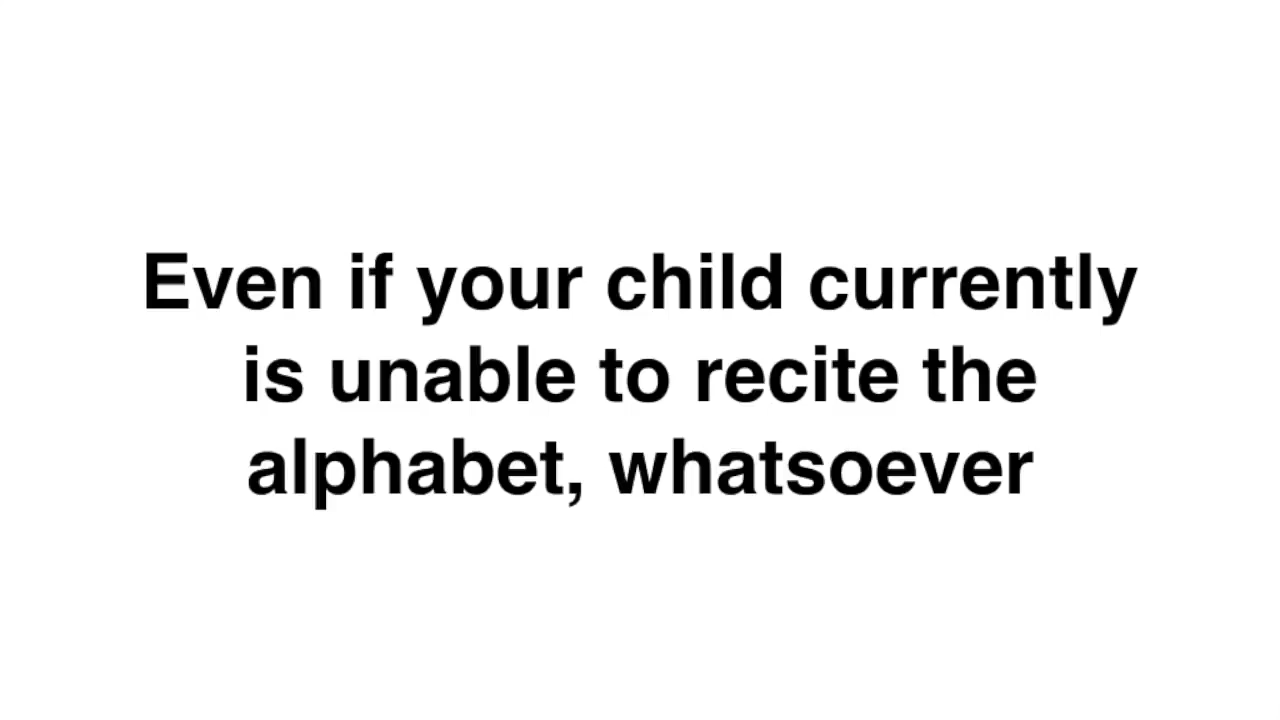 Even if your child currently
is unable to recite the
alphabet, whatsoever